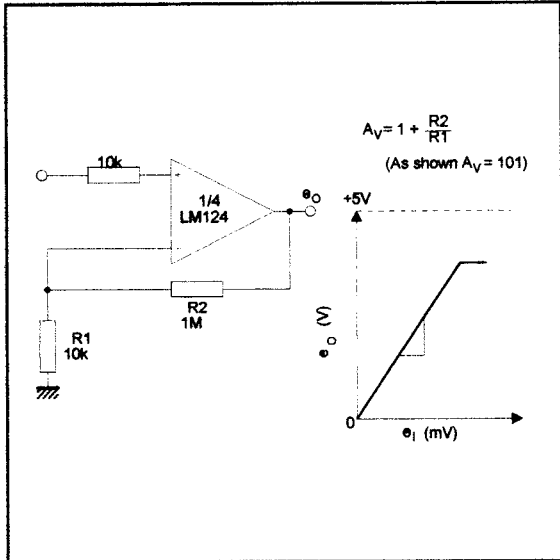 A_V = 1 + R2/R1
(As shown A_V = 101)
10k
+
1/4
LM124
-
e_O
R2
1M
R1
10k
+5V
e_O (V)
0
e_I (mV)